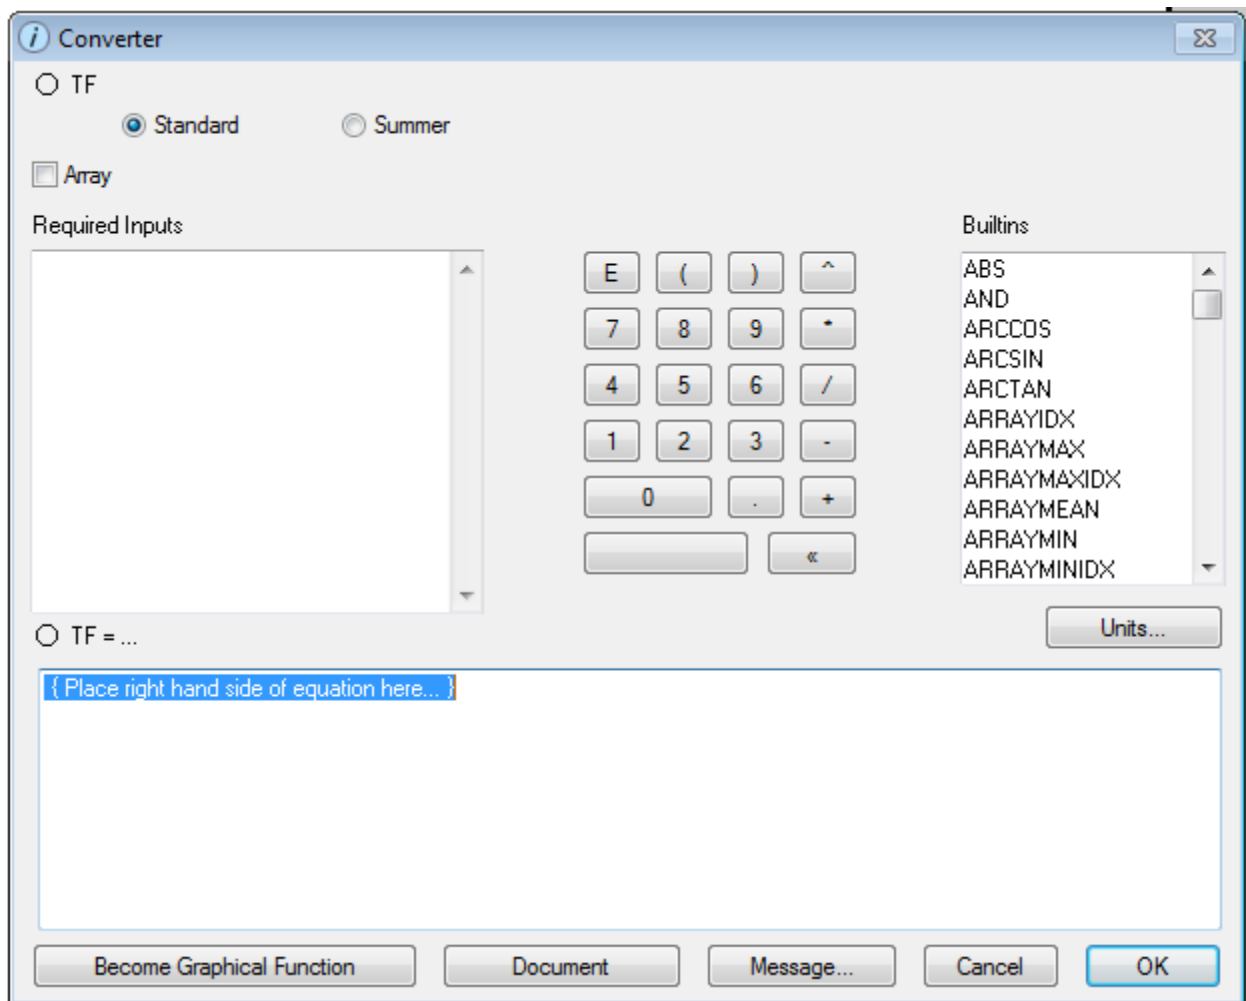 i Converter
TF
Standard Summer
Array
Required Inputs Builtins
E ( ) ^ ABS
AND
7 8 9 * ARCCOS
ARCSIN
4 5 6 / ARCTAN
ARRAYIDX
1 2 3 - ARRAYMAX
ARRAYMAXIDX
0 . + ARRAYMEAN
ARRAYMIN
« ARRAYMINIDX
TF = ... Units...
{ Place right hand side of equation here... }
Become Graphical Function Document Message... Cancel OK